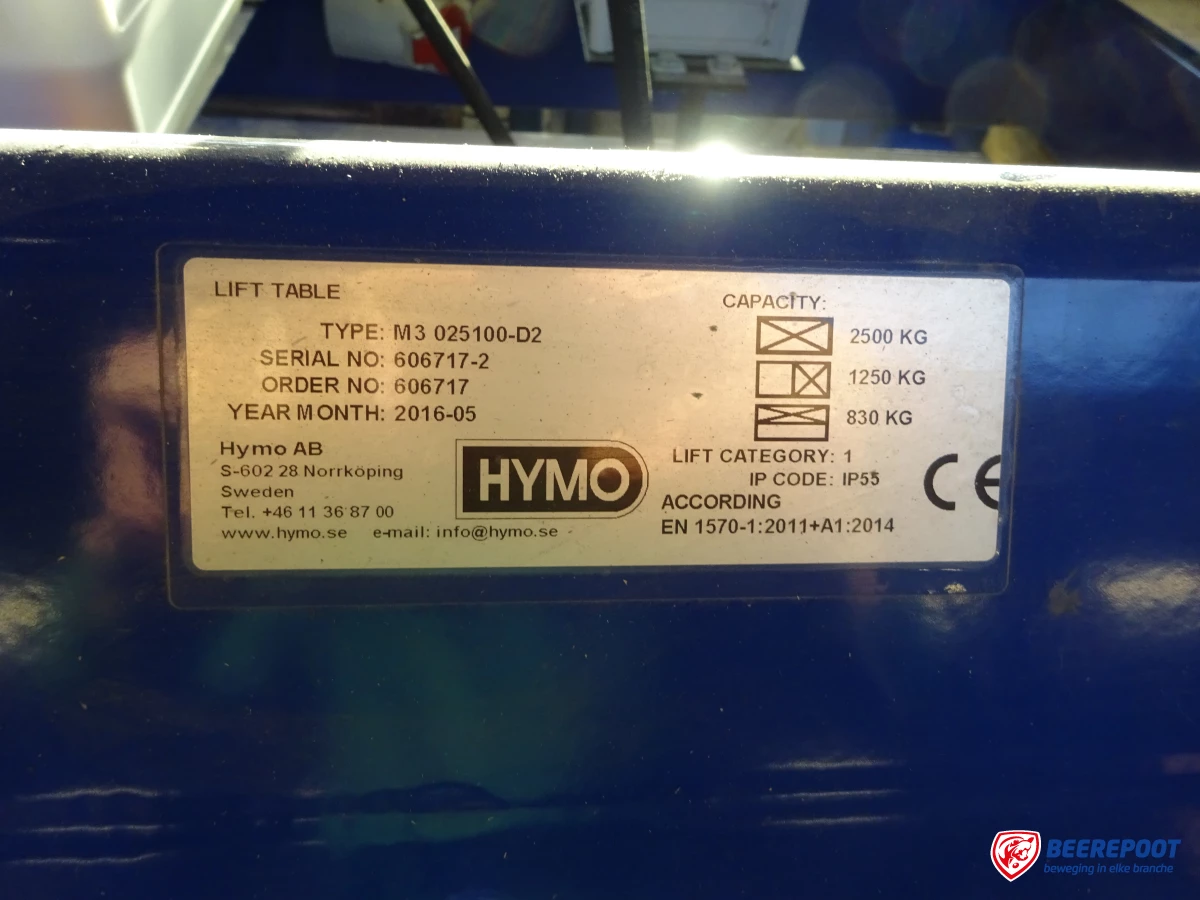 LIFT TABLE
TYPE: M3 025100-D2
SERIAL NO: 606717-2
ORDER NO: 606717
YEAR MONTH: 2016-05
Hymo AB
S-602 28 Norrköping
Sweden
Tel. +46 11 36 87 00
www.hymo.se e-mail: info@hymo.se
HYMO
CAPACITY:
2500 KG
1250 KG
830 KG
LIFT CATEGORY: 1
IP CODE: IP55
ACCORDING
EN 1570-1:2011+A1:2014
CE
BEEREPOOT
beweging in elke branche